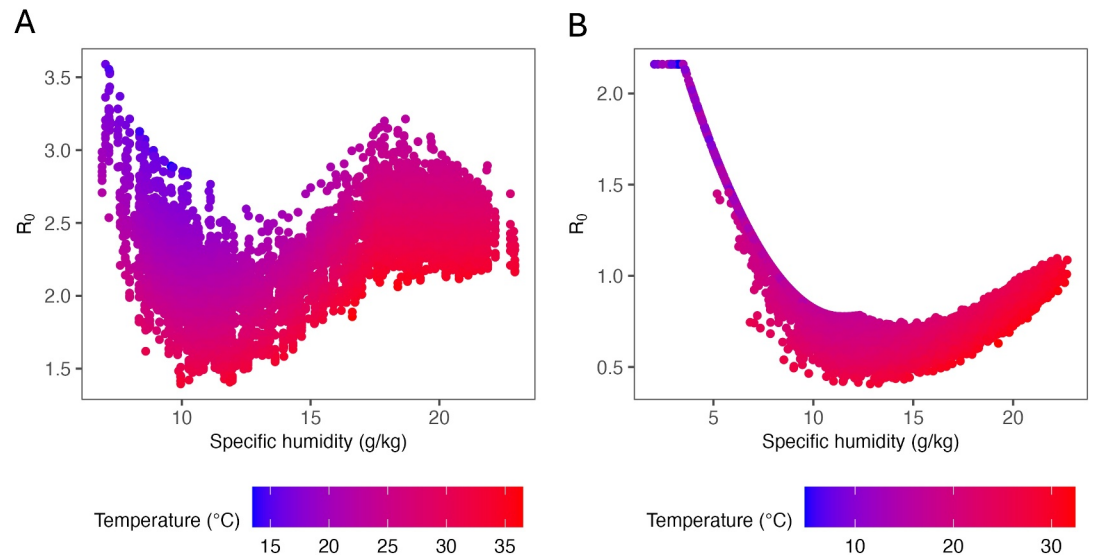 A
3.5
3.0
2.5
2.0
1.5
R0
10 15 20
Specific humidity (g/kg)
Temperature (°C)
15 20 25 30 35
B
2.0
1.5
1.0
0.5
R0
5 10 15 20
Specific humidity (g/kg)
Temperature (°C)
10 20 30